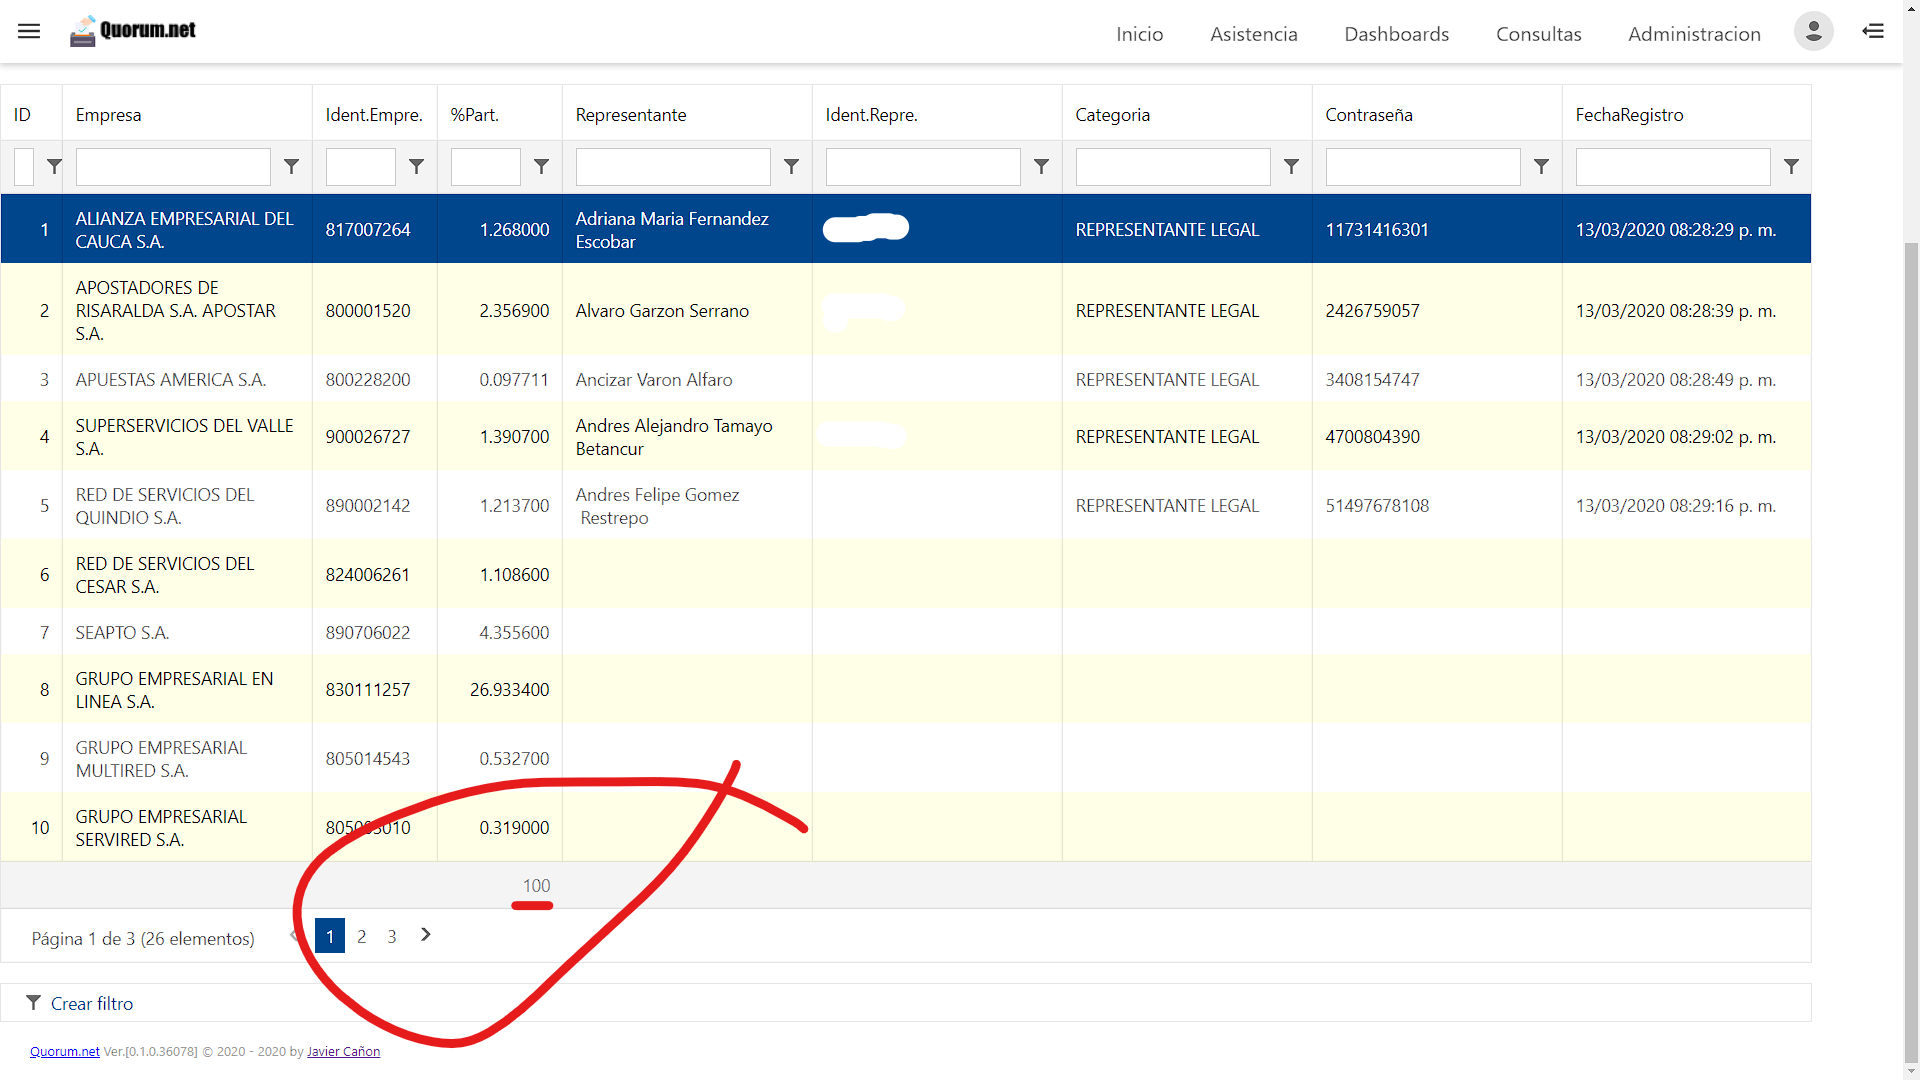 Quorum.net
Inicio Asistencia Dashboards Consultas Administracion
ID Empresa Ident.Empre. %Part. Representante Ident.Repre. Categoria Contraseña FechaRegistro
1 ALIANZA EMPRESARIAL DEL CAUCA S.A. 817007264 1.268000 Adriana Maria Fernandez Escobar REPRESENTANTE LEGAL 11731416301 13/03/2020 08:28:29 p. m.
2 APOSTADORES DE RISARALDA S.A. APOSTAR S.A. 800001520 2.356900 Alvaro Garzon Serrano REPRESENTANTE LEGAL 2426759057 13/03/2020 08:28:39 p. m.
3 APUESTAS AMERICA S.A. 800228200 0.097711 Ancizar Varon Alfaro REPRESENTANTE LEGAL 3408154747 13/03/2020 08:28:49 p. m.
4 SUPERSERVICIOS DEL VALLE S.A. 900026727 1.390700 Andres Alejandro Tamayo Betancur REPRESENTANTE LEGAL 4700804390 13/03/2020 08:29:02 p. m.
5 RED DE SERVICIOS DEL QUINDIO S.A. 890002142 1.213700 Andres Felipe Gomez Restrepo REPRESENTANTE LEGAL 51497678108 13/03/2020 08:29:16 p. m.
6 RED DE SERVICIOS DEL CESAR S.A. 824006261 1.108600
7 SEAPTO S.A. 890706022 4.355600
8 GRUPO EMPRESARIAL EN LINEA S.A. 830111257 26.933400
9 GRUPO EMPRESARIAL MULTIRED S.A. 805014543 0.532700
10 GRUPO EMPRESARIAL SERVIRED S.A. 0.319000
100
Página 1 de 3 (26 elementos) 1 2 3
Crear filtro
Quorum.net Ver.[0.1.0.36078] © 2020 - 2020 by Javier Cañon